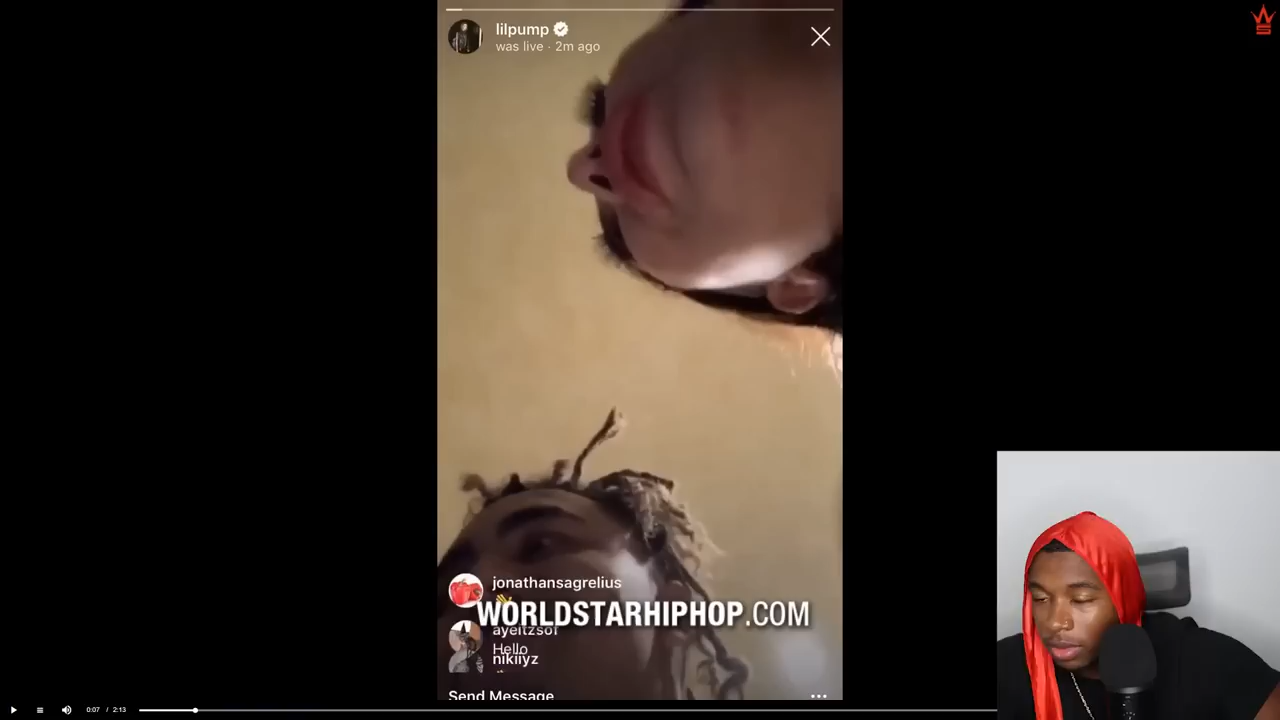 lilpump
was live · 2m ago
jonathansagrelius
WORLDSTARHIPHOP.COM
ayeitzsof
Hello
nikiiyz
Send Message
0:07 / 2:13